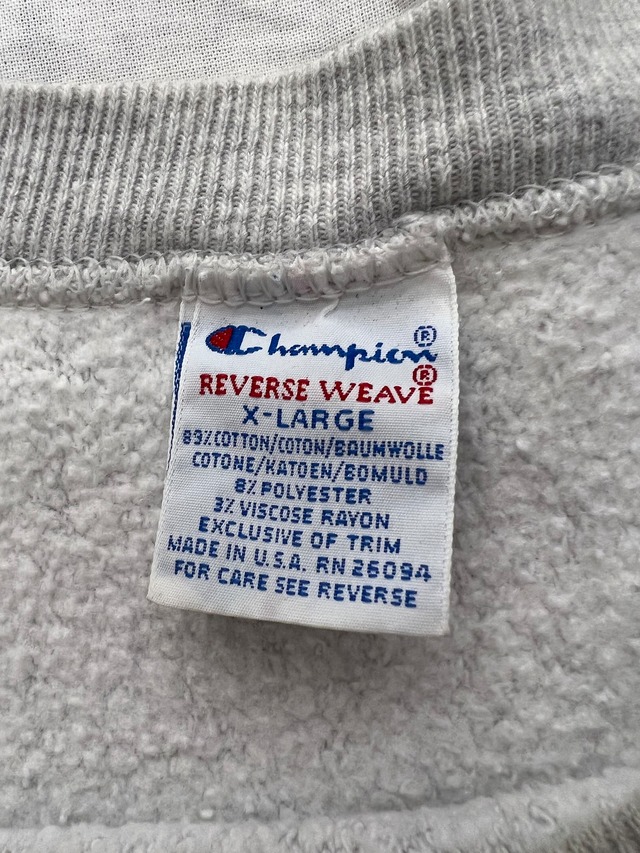 Champion®
REVERSE WEAVE®
X-LARGE
89%COTTON/COTON/BAUMWOLLE
COTONE/KATOEN/BOMULD
8% POLYESTER
3% VISCOSE RAYON
EXCLUSIVE OF TRIM
MADE IN U.S.A. RN 26094
FOR CARE SEE REVERSE